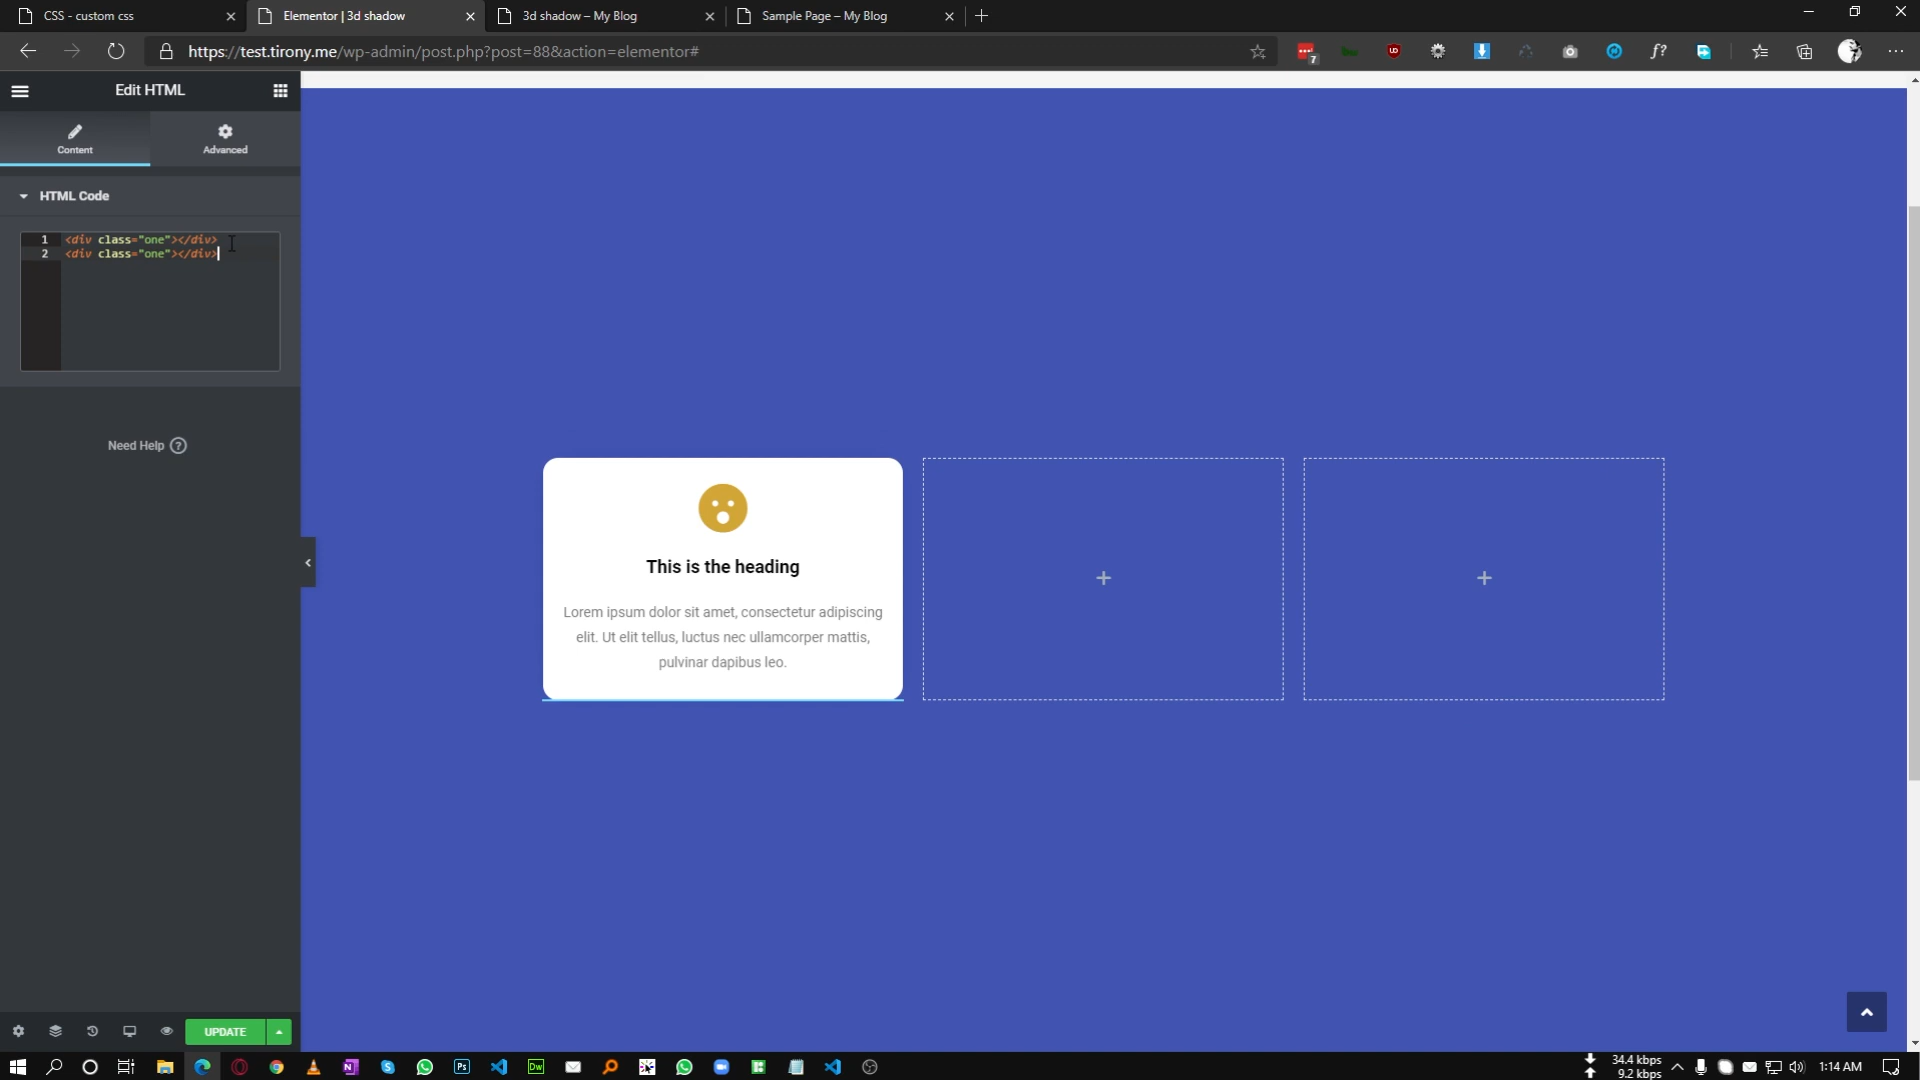 CSS - custom css
Elementor | 3d shadow
3d shadow – My Blog
Sample Page – My Blog
https://test.tirony.me/wp-admin/post.php?post=88&action=elementor#
7
f?
Edit HTML
Content
Advanced
HTML Code
1 <div class="one"></div>
2 <div class="one"></div>
Need Help ?
This is the heading
Lorem ipsum dolor sit amet, consectetur adipiscing
elit. Ut elit tellus, luctus nec ullamcorper mattis,
pulvinar dapibus leo.
UPDATE
Ps
Dw
34.4 kbps
9.2 kbps
1:14 AM